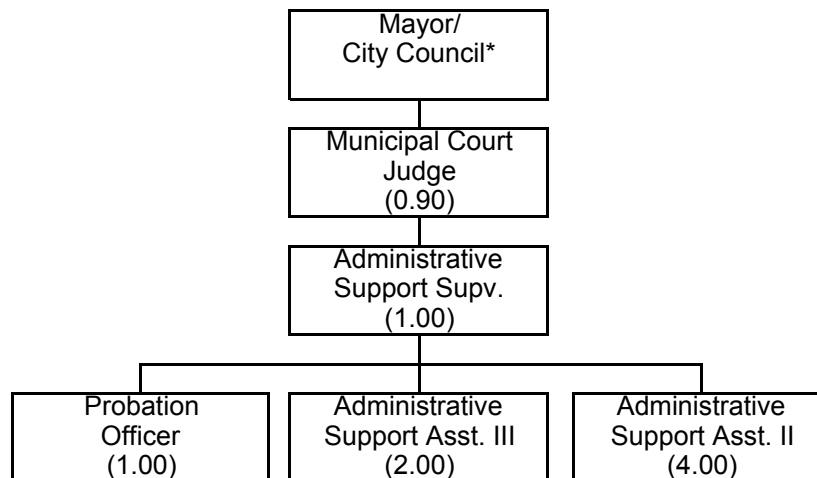 Mayor/
City Council*
Municipal Court
Judge
(0.90)
Administrative
Support Supv.
(1.00)
Probation
Officer
(1.00)
Administrative
Support Asst. III
(2.00)
Administrative
Support Asst. II
(4.00)